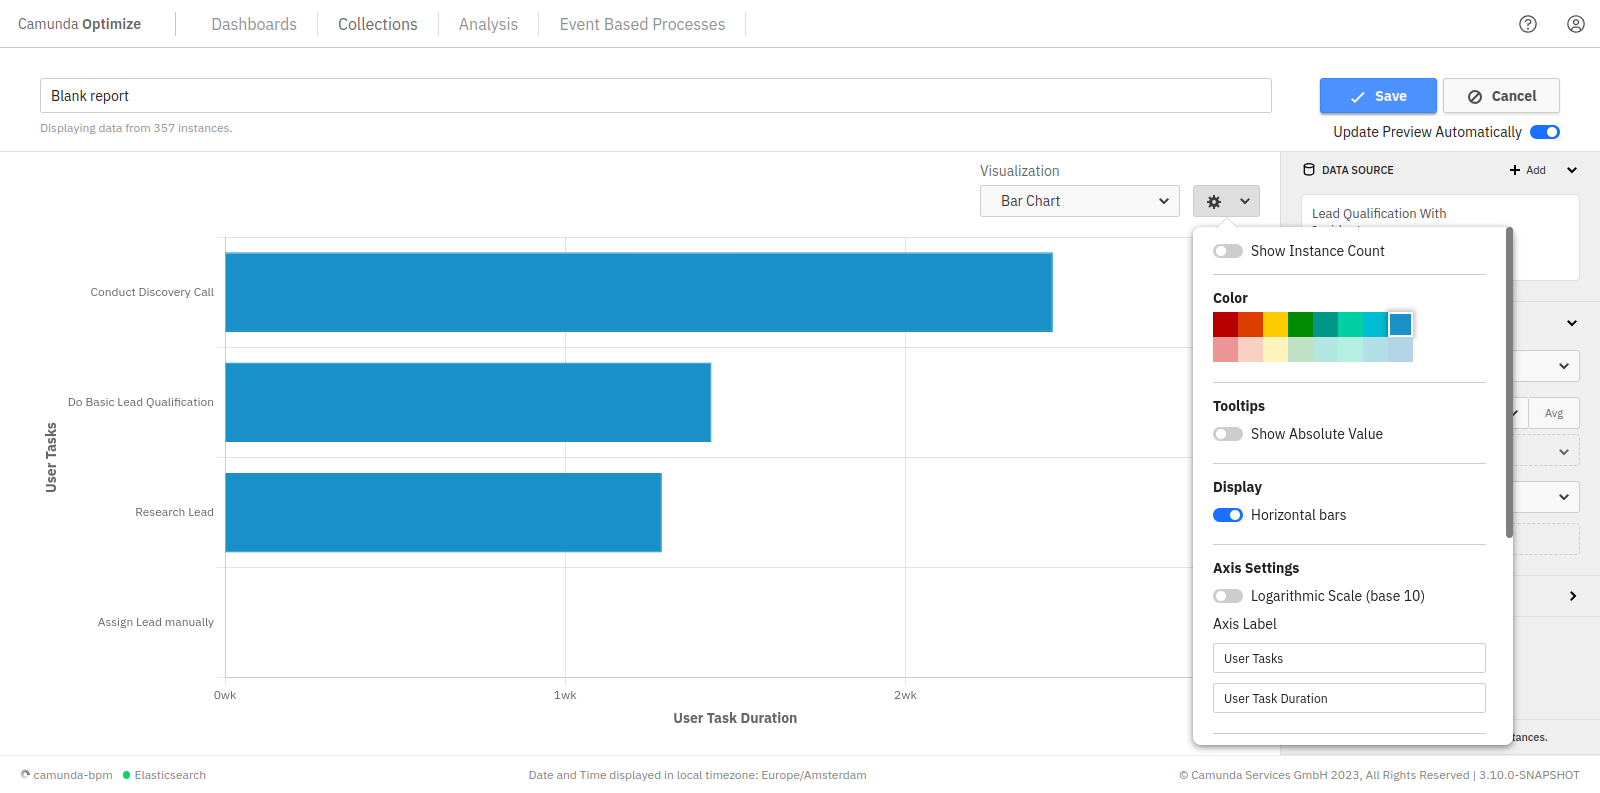 Camunda Optimize
Dashboards
Collections
Analysis
Event Based Processes
Blank report
Save
Cancel
Displaying data from 357 instances.
Update Preview Automatically
Visualization
Bar Chart
DATA SOURCE
Add
Lead Qualification With
Show Instance Count
Color
Tooltips
Show Absolute Value
Display
Horizontal bars
Axis Settings
Logarithmic Scale (base 10)
Axis Label
User Tasks
User Task Duration
Avg
tances.
User Tasks
Conduct Discovery Call
Do Basic Lead Qualification
Research Lead
Assign Lead manually
0wk
1wk
2wk
User Task Duration
camunda-bpm
Elasticsearch
Date and Time displayed in local timezone: Europe/Amsterdam
© Camunda Services GmbH 2023, All Rights Reserved | 3.10.0-SNAPSHOT